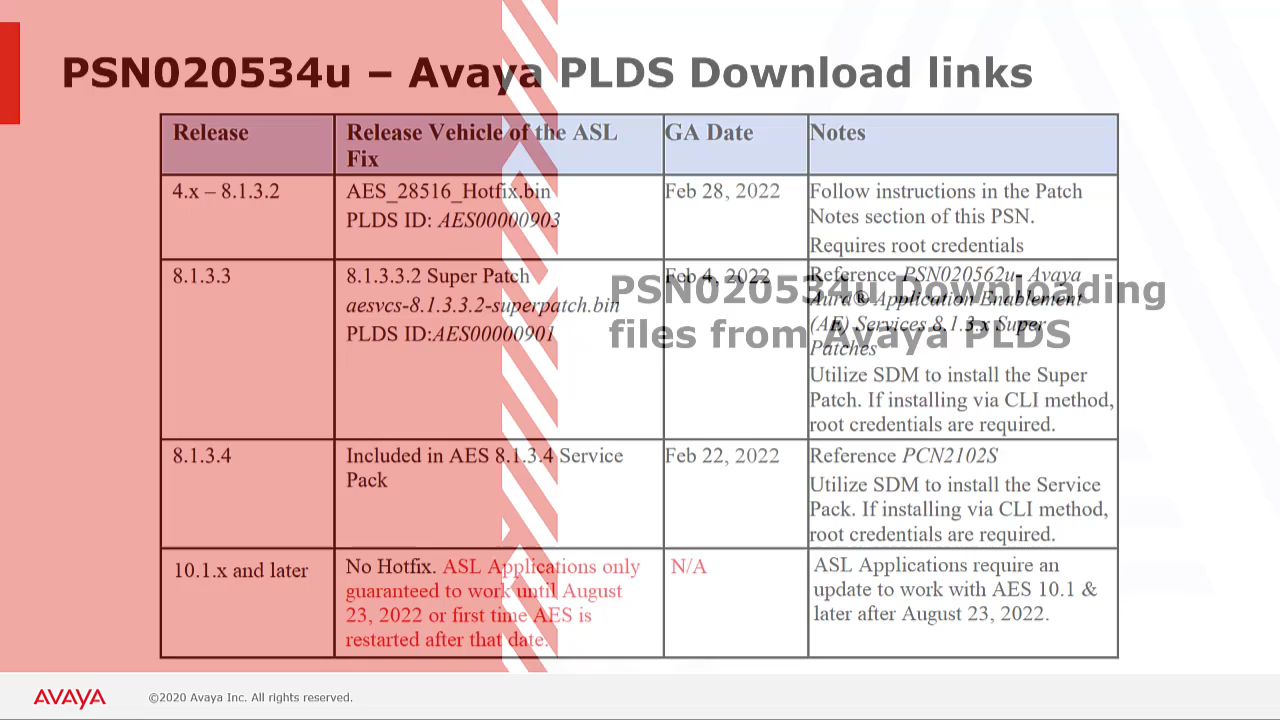 PSN020534u – Avaya PLDS Download links
Release
Release Vehicle of the ASL
Fix
GA Date
Notes
4.x – 8.1.3.2
AES_28516_Hotfix.bin
PLDS ID: AES00000903
Feb 28, 2022
Follow instructions in the Patch
Notes section of this PSN.
Requires root credentials
8.1.3.3
8.1.3.3.2 Super Patch
aesvcs-8.1.3.3.2-superpatch.bin
PLDS ID:AES00000901
Feb 4, 2022
Reference PSN020562u- Avaya
Aura® Application Enablement
(AE) Services 8.1.3.x Super
Patches
Utilize SDM to install the Super
Patch. If installing via CLI method,
root credentials are required.
PSN020534u Downloading
files from Avaya PLDS
8.1.3.4
Included in AES 8.1.3.4 Service
Pack
Feb 22, 2022
Reference PCN2102S
Utilize SDM to install the Service
Pack. If installing via CLI method,
root credentials are required.
10.1.x and later
No Hotfix. ASL Applications only
guaranteed to work until August
23, 2022 or first time AES is
restarted after that date.
N/A
ASL Applications require an
update to work with AES 10.1 &
later after August 23, 2022.
AVAYA
©2020 Avaya Inc. All rights reserved.